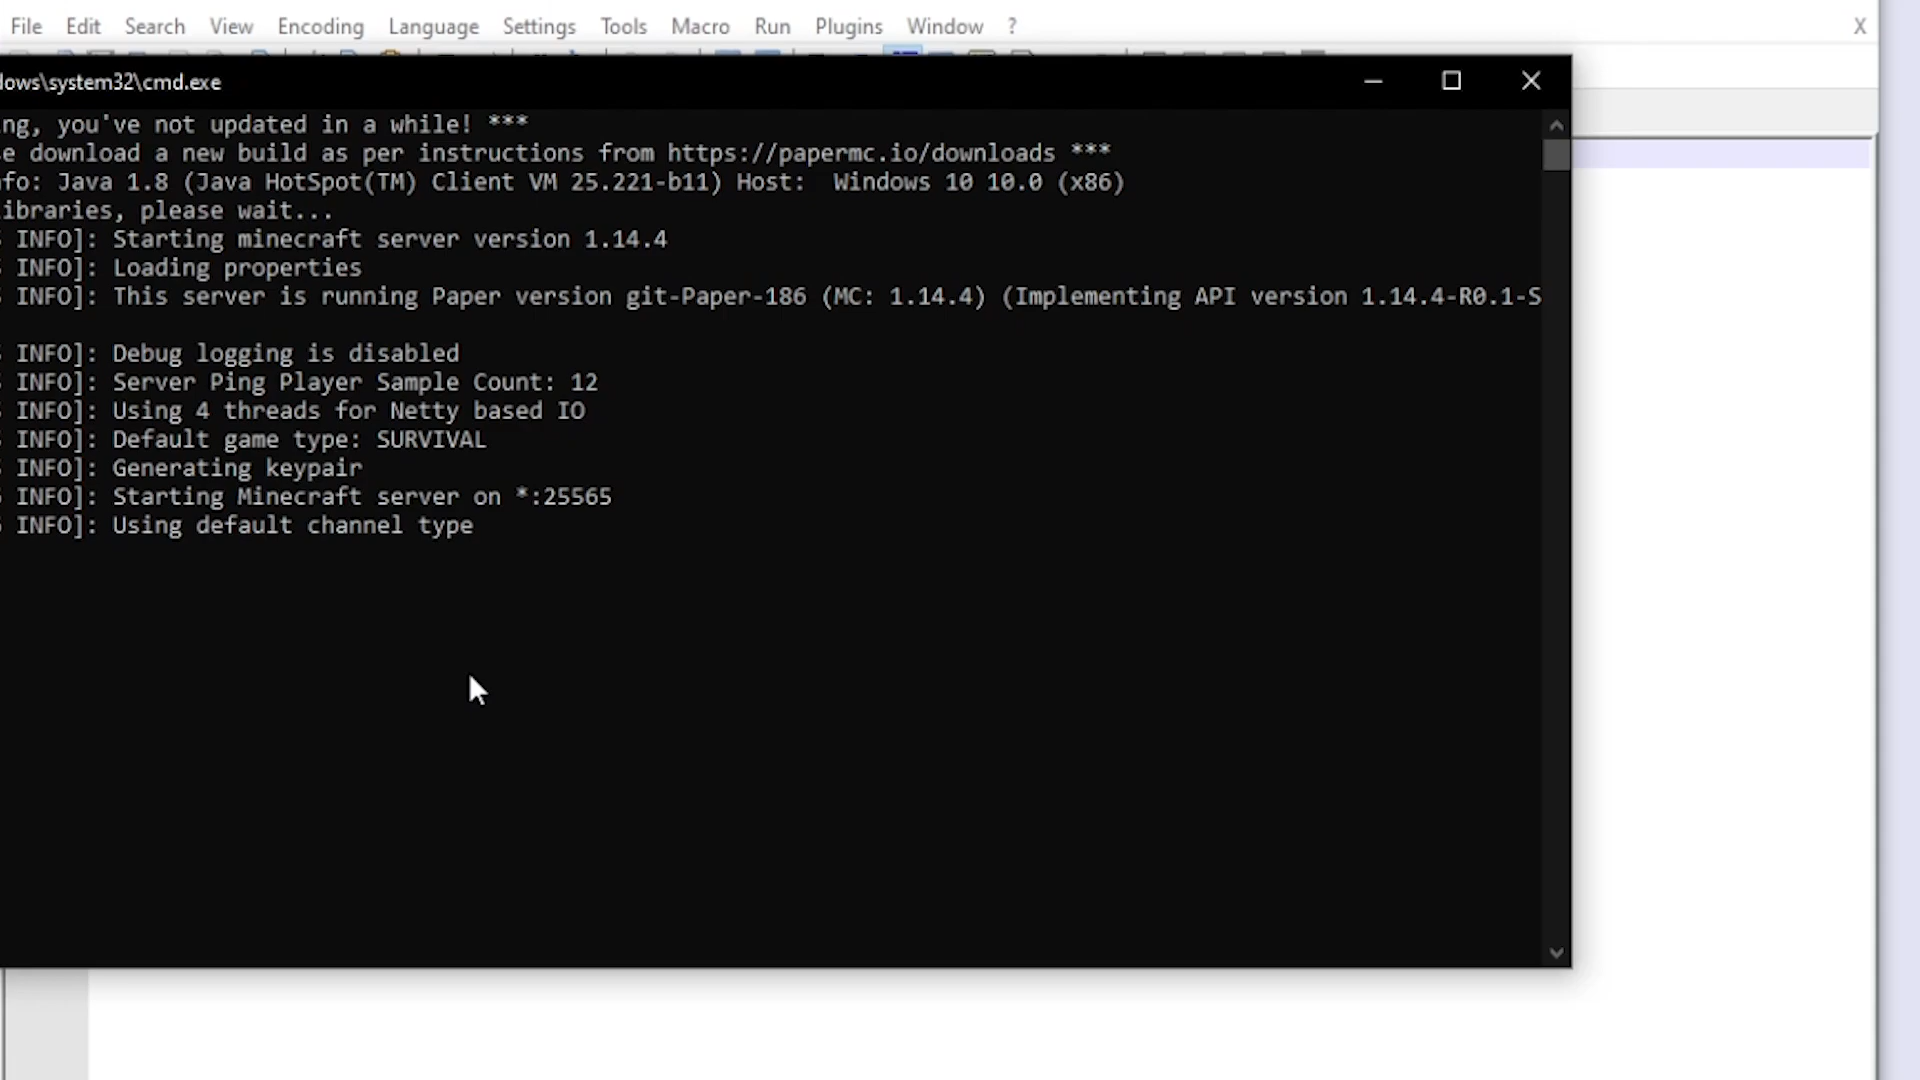 File Edit Search View Encoding Language Settings Tools Macro Run Plugins Window ? X
dows\system32\cmd.exe
ng, you've not updated in a while! ***
e download a new build as per instructions from https://papermc.io/downloads ***
nfo: Java 1.8 (Java HotSpot(TM) Client VM 25.221-b11) Host: Windows 10 10.0 (x86)
libraries, please wait...
INFO]: Starting minecraft server version 1.14.4
INFO]: Loading properties
INFO]: This server is running Paper version git-Paper-186 (MC: 1.14.4) (Implementing API version 1.14.4-R0.1-S
INFO]: Debug logging is disabled
INFO]: Server Ping Player Sample Count: 12
INFO]: Using 4 threads for Netty based IO
INFO]: Default game type: SURVIVAL
INFO]: Generating keypair
INFO]: Starting Minecraft server on *:25565
INFO]: Using default channel type